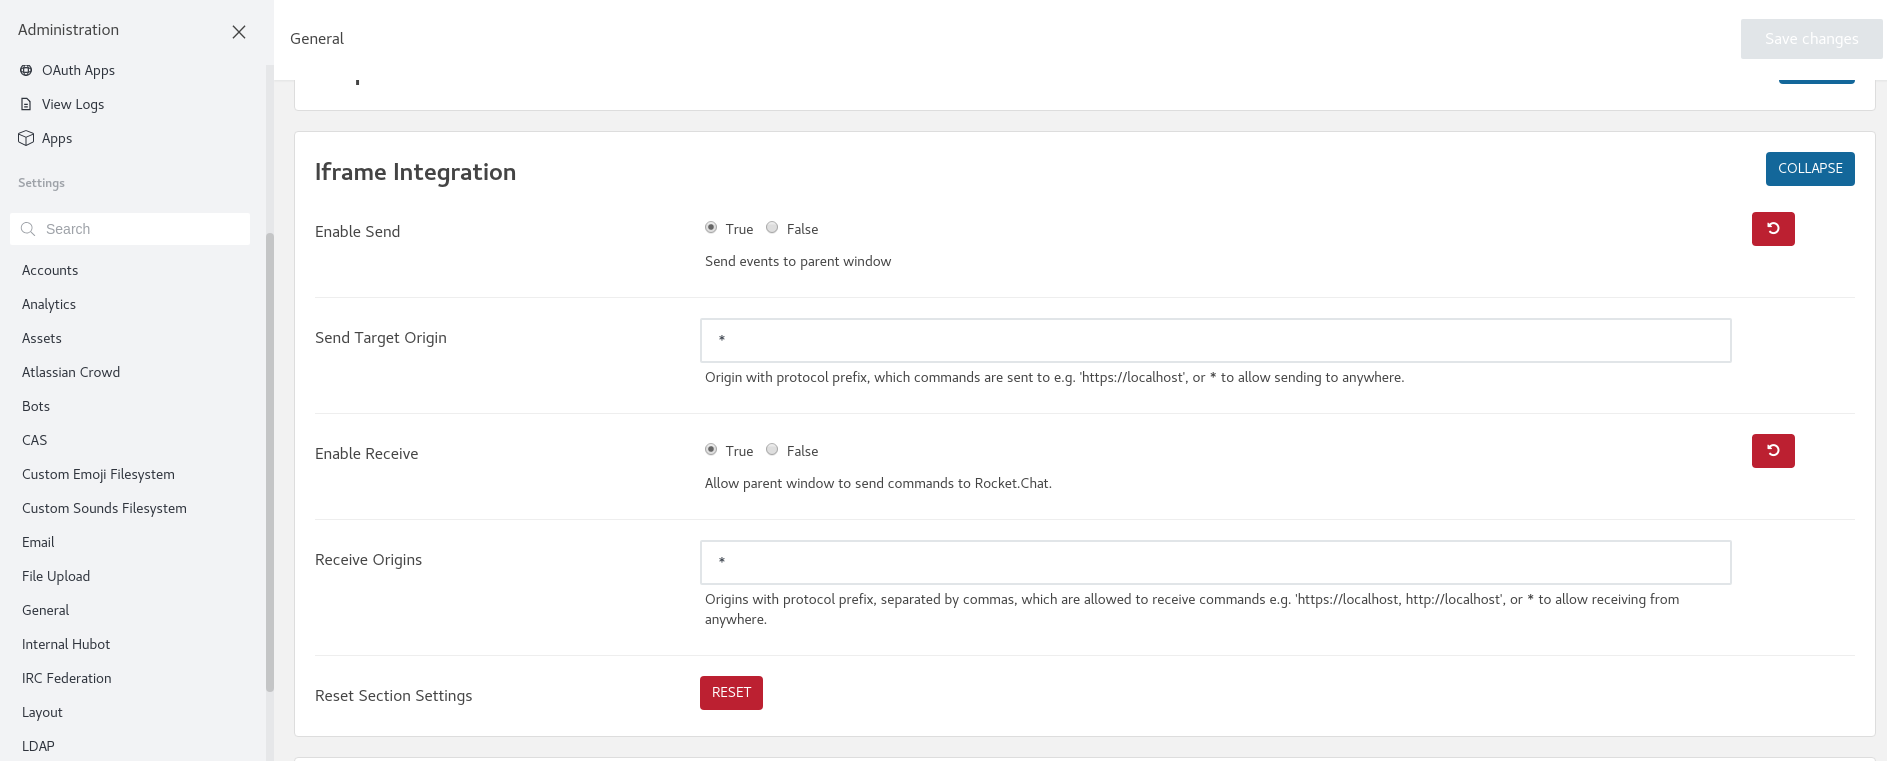 Administration
OAuth Apps
View Logs
Apps
Settings
Search
Accounts
Analytics
Assets
Atlassian Crowd
Bots
CAS
Custom Emoji Filesystem
Custom Sounds Filesystem
Email
File Upload
General
Internal Hubot
IRC Federation
Layout
LDAP
General
Save changes
Iframe Integration
COLLAPSE
Enable Send
True False
Send events to parent window
Send Target Origin
*
Origin with protocol prefix, which commands are sent to e.g. 'https://localhost', or * to allow sending to anywhere.
Enable Receive
True False
Allow parent window to send commands to Rocket.Chat.
Receive Origins
*
Origins with protocol prefix, separated by commas, which are allowed to receive commands e.g. 'https://localhost, http://localhost', or * to allow receiving from
anywhere.
Reset Section Settings
RESET